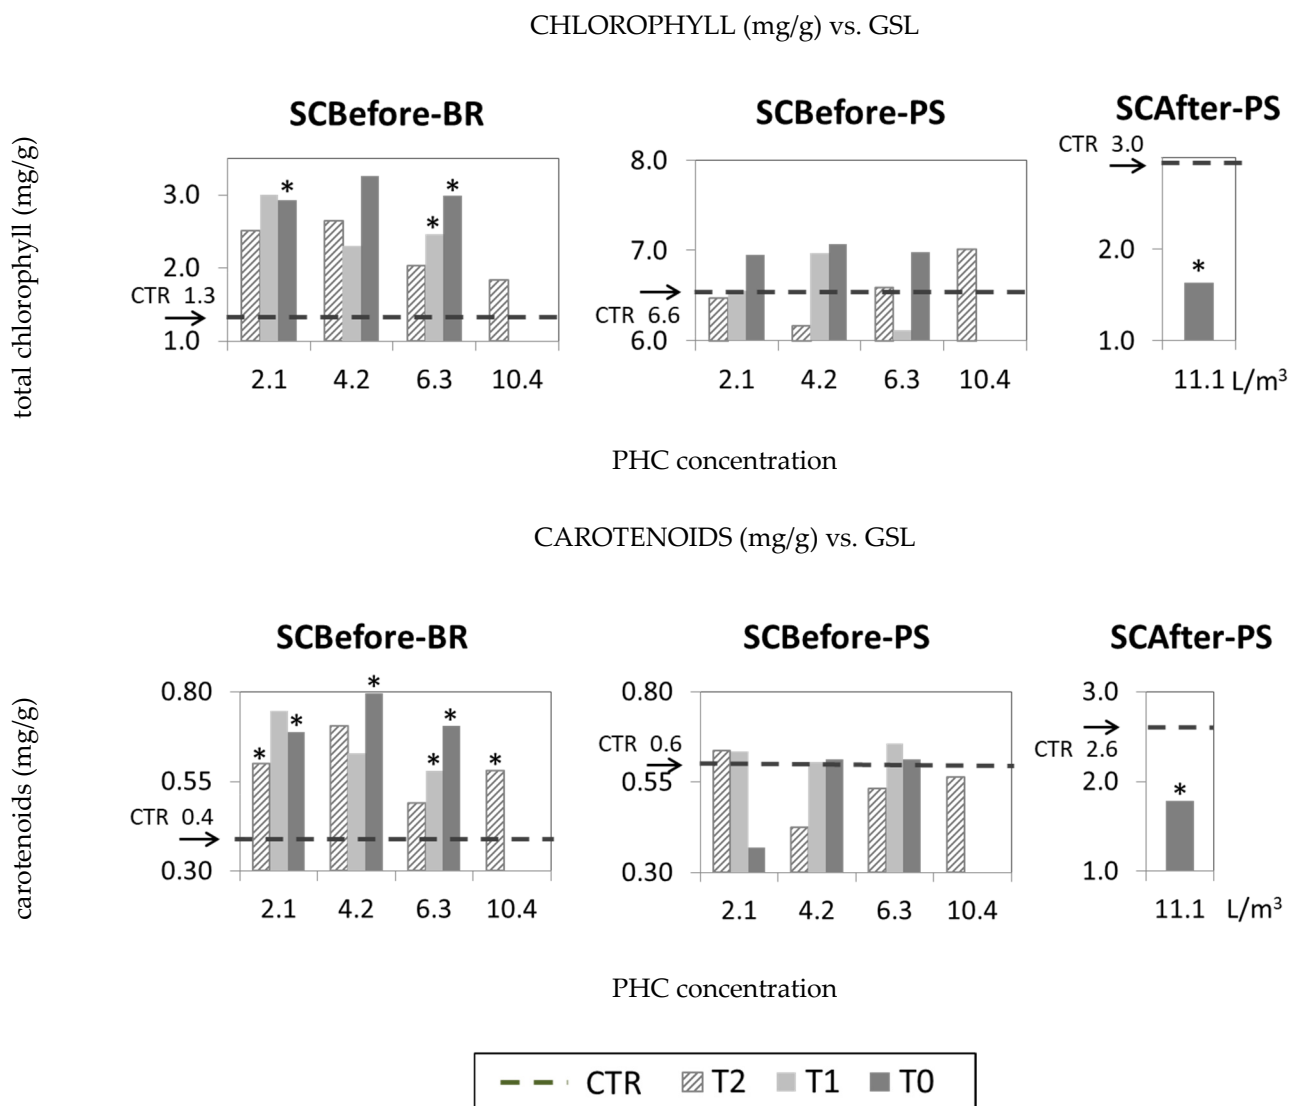 CHLOROPHYLL (mg/g) vs. GSL
SCBefore-BR
SCBefore-PS
SCAfter-PS
total chlorophyll (mg/g)
3.0
2.0
1.0
CTR 1.3
* * *
2.1 4.2 6.3 10.4
8.0
7.0
6.0
CTR 6.6
2.1 4.2 6.3 10.4
CTR 3.0
2.0
1.0
*
11.1 L/m³
PHC concentration
CAROTENOIDS (mg/g) vs. GSL
SCBefore-BR
SCBefore-PS
SCAfter-PS
carotenoids (mg/g)
0.80
0.55
0.30
CTR 0.4
* * * * * *
2.1 4.2 6.3 10.4
0.80
0.55
0.30
CTR 0.6
2.1 4.2 6.3 10.4
3.0
CTR 2.6
2.0
1.0
*
11.1 L/m³
PHC concentration
CTR T2 T1 T0